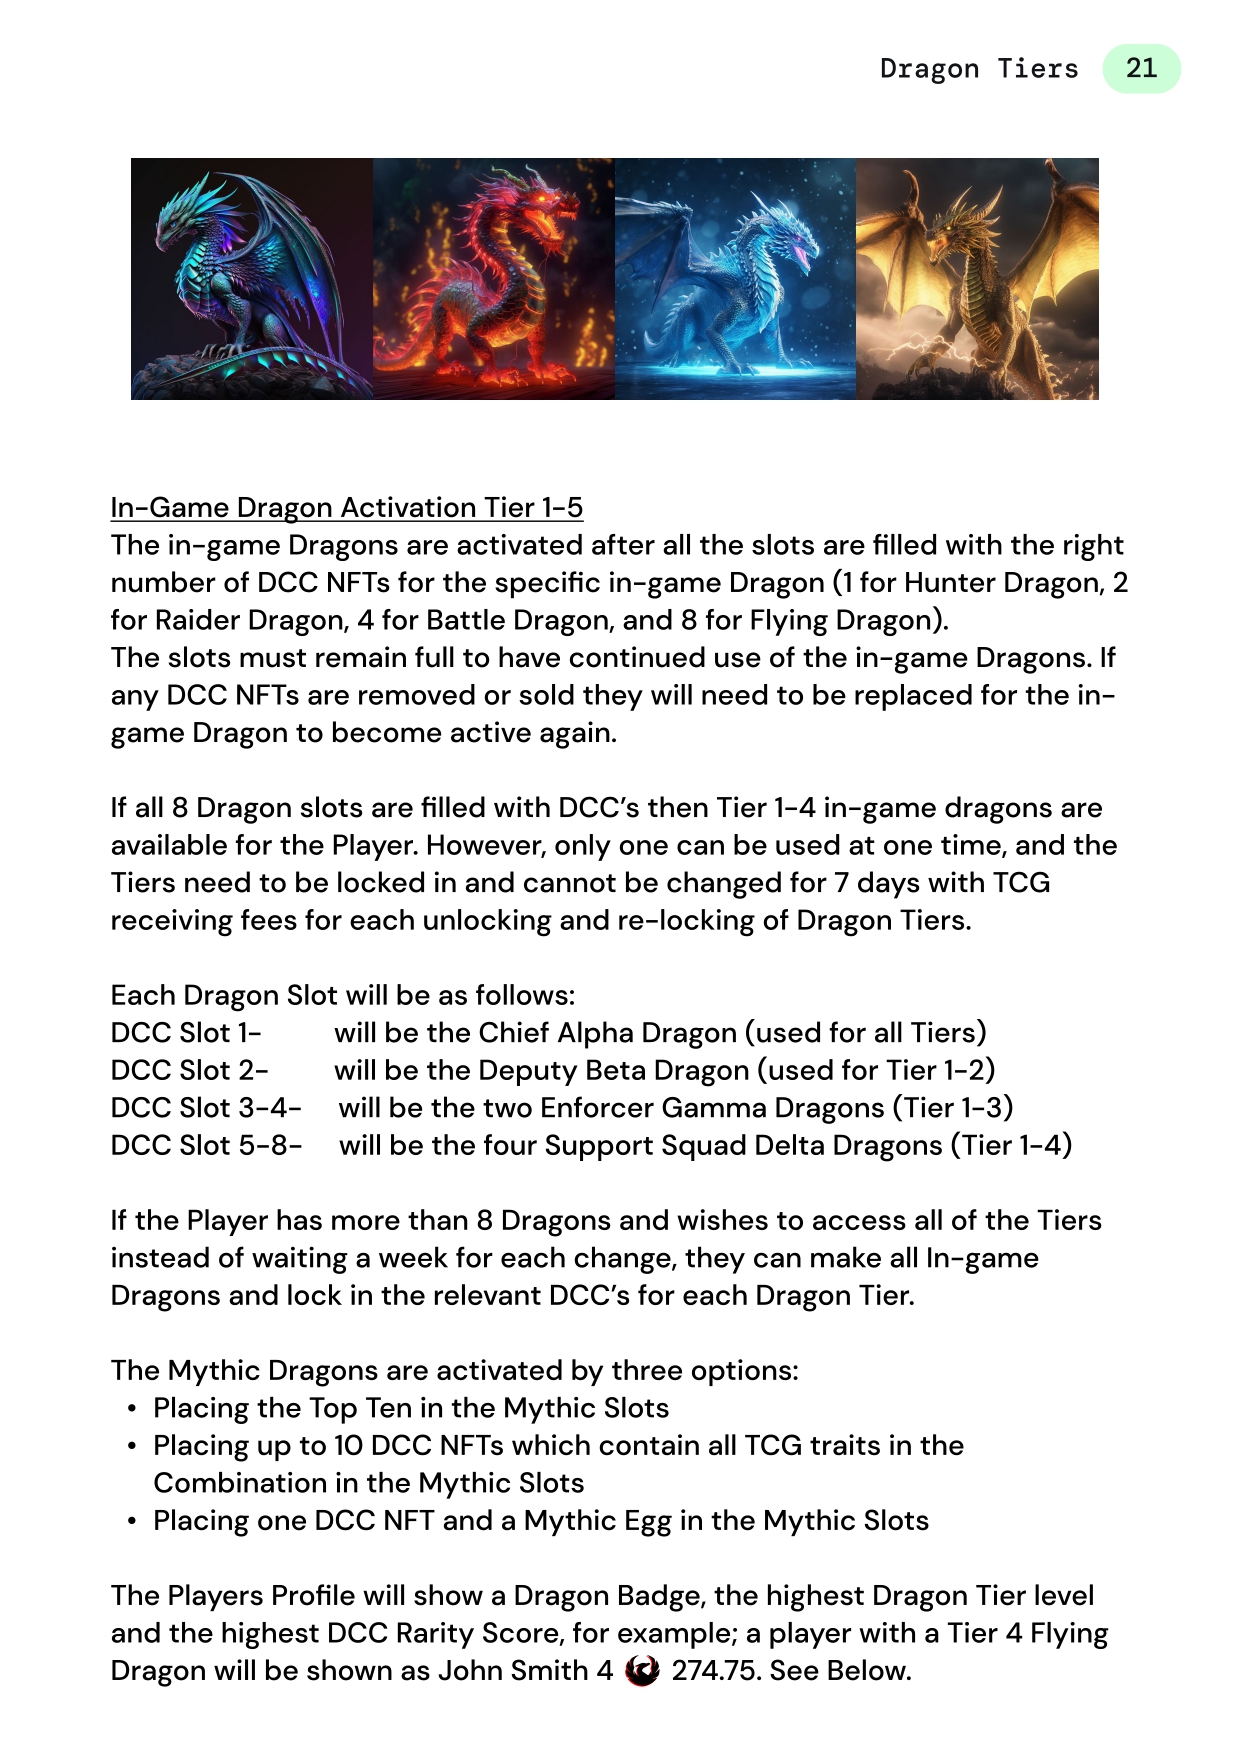 Dragon Tiers 21
In-Game Dragon Activation Tier 1-5
The in-game Dragons are activated after all the slots are filled with the right
number of DCC NFTs for the specific in-game Dragon (1 for Hunter Dragon, 2
for Raider Dragon, 4 for Battle Dragon, and 8 for Flying Dragon).
The slots must remain full to have continued use of the in-game Dragons. If
any DCC NFTs are removed or sold they will need to be replaced for the in-
game Dragon to become active again.
If all 8 Dragon slots are filled with DCC’s then Tier 1-4 in-game dragons are
available for the Player. However, only one can be used at one time, and the
Tiers need to be locked in and cannot be changed for 7 days with TCG
receiving fees for each unlocking and re-locking of Dragon Tiers.
Each Dragon Slot will be as follows:
DCC Slot 1- will be the Chief Alpha Dragon (used for all Tiers)
DCC Slot 2- will be the Deputy Beta Dragon (used for Tier 1-2)
DCC Slot 3-4- will be the two Enforcer Gamma Dragons (Tier 1-3)
DCC Slot 5-8- will be the four Support Squad Delta Dragons (Tier 1-4)
If the Player has more than 8 Dragons and wishes to access all of the Tiers
instead of waiting a week for each change, they can make all In-game
Dragons and lock in the relevant DCC’s for each Dragon Tier.
The Mythic Dragons are activated by three options:
• Placing the Top Ten in the Mythic Slots
• Placing up to 10 DCC NFTs which contain all TCG traits in the
Combination in the Mythic Slots
• Placing one DCC NFT and a Mythic Egg in the Mythic Slots
The Players Profile will show a Dragon Badge, the highest Dragon Tier level
and the highest DCC Rarity Score, for example; a player with a Tier 4 Flying
Dragon will be shown as John Smith 4 274.75. See Below.